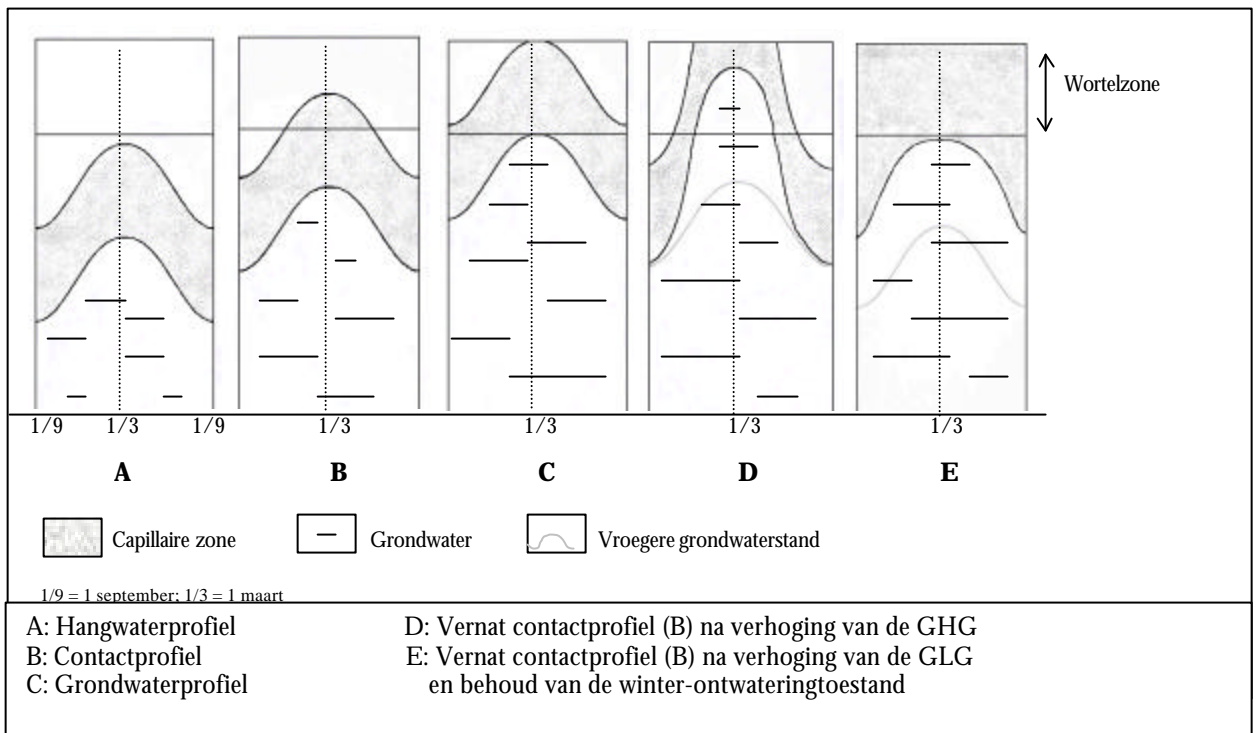 Wortelzone
1/9 1/3 1/9 1/3 1/3 1/3 1/3
A B C D E
Capillaire zone Grondwater Vroegere grondwaterstand
1/9 = 1 september; 1/3 = 1 maart
A: Hangwaterprofiel D: Vernat contactprofiel (B) na verhoging van de GHG
B: Contactprofiel E: Vernat contactprofiel (B) na verhoging van de GLG
C: Grondwaterprofiel en behoud van de winter-ontwateringtoestand